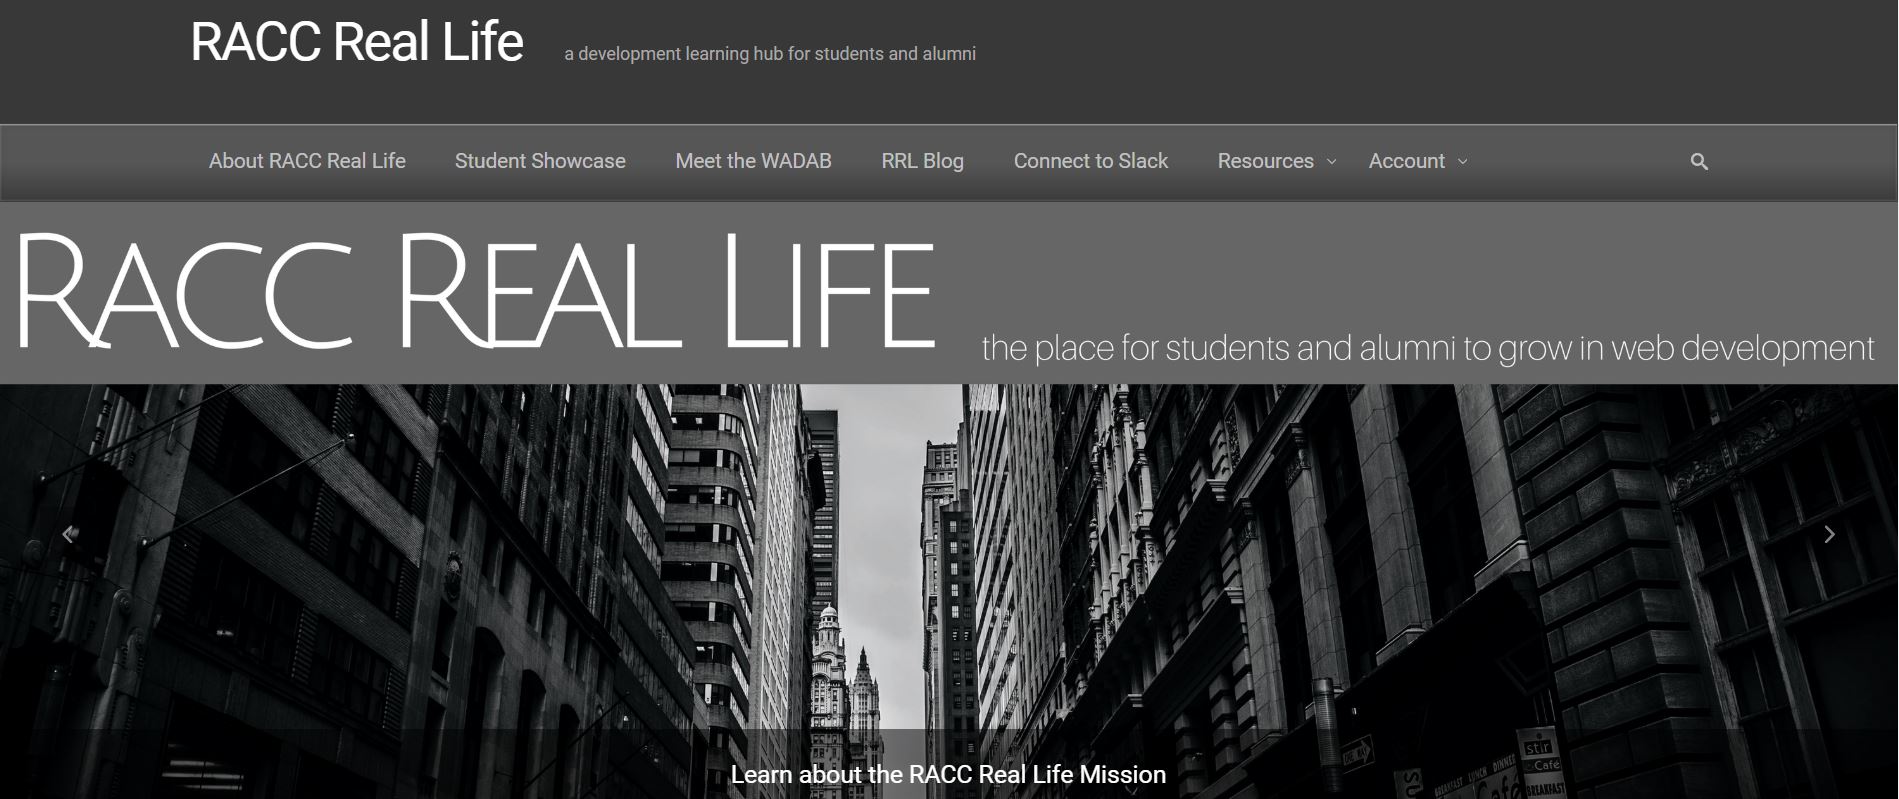 RACC Real Life
a development learning hub for students and alumni
About RACC Real Life Student Showcase Meet the WADAB RRL Blog Connect to Slack Resources Account
RACC REAL LIFE
the place for students and alumni to grow in web development
Learn about the RACC Real Life Mission
stir
Café
BREAKFAST LUNCH DINNER
BREAKFAST